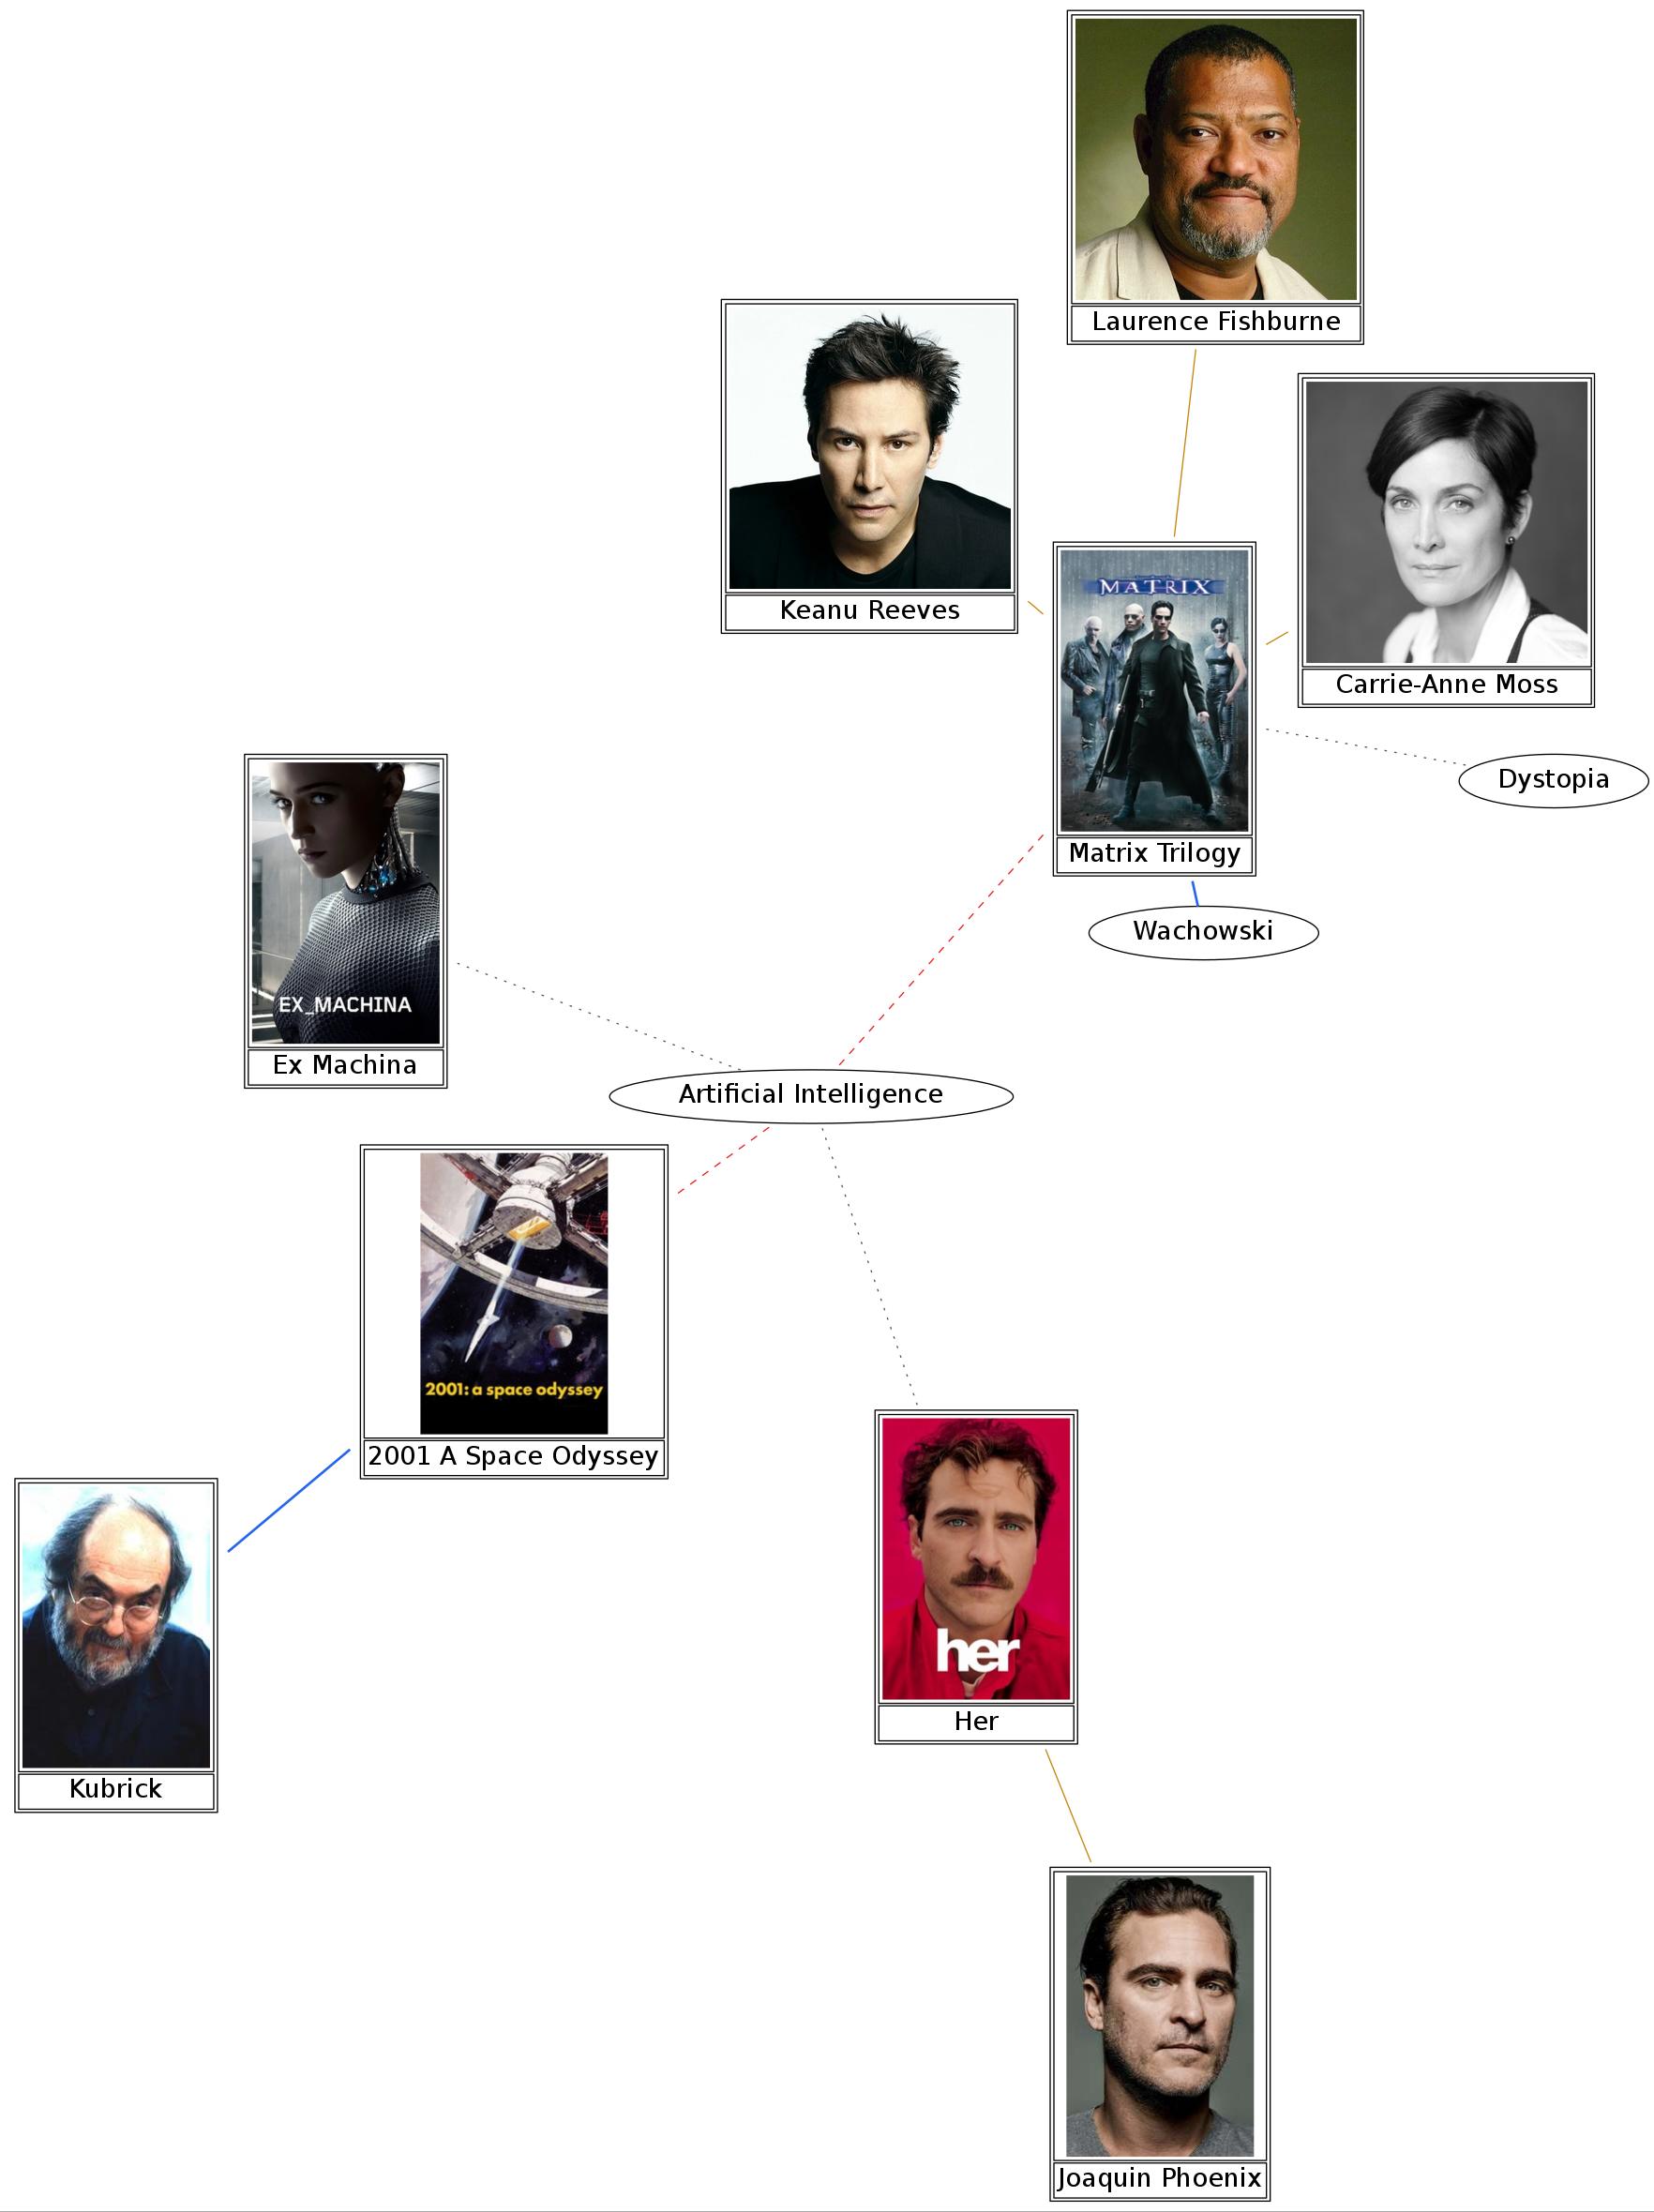 Laurence Fishburne
Keanu Reeves
MATRIX
Carrie-Anne Moss
Dystopia
Matrix Trilogy
Wachowski
EX_MACHINA
Ex Machina
Artificial Intelligence
2001: a space odyssey
2001 A Space Odyssey
her
Her
Kubrick
Joaquin Phoenix